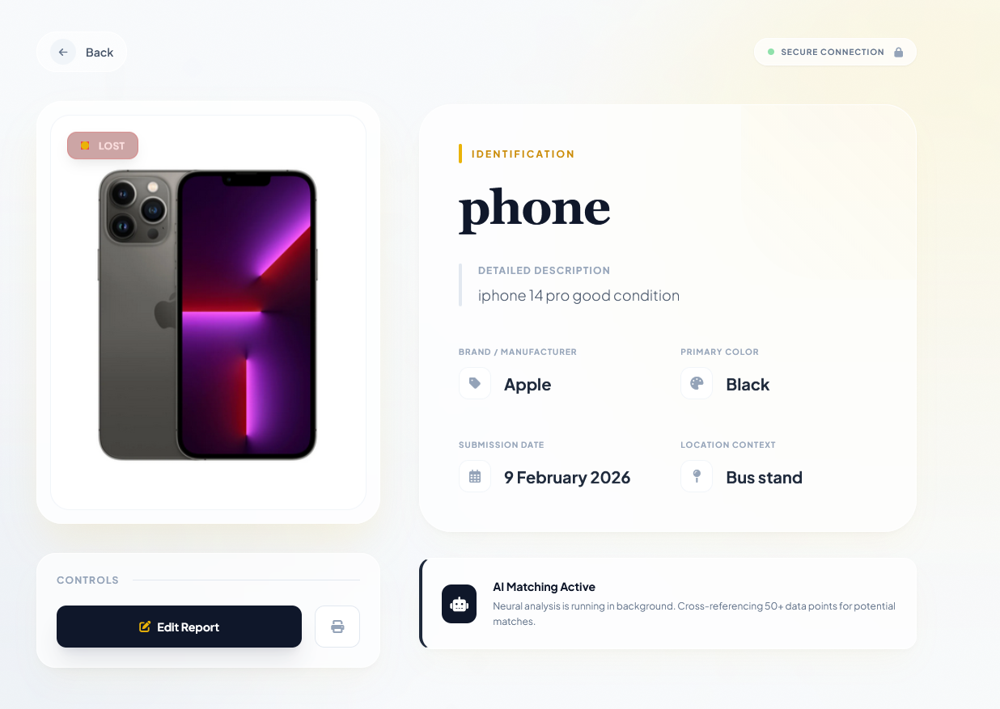 Back
SECURE CONNECTION
LOST
IDENTIFICATION
phone
DETAILED DESCRIPTION
iphone 14 pro good condition
BRAND / MANUFACTURER
Apple
PRIMARY COLOR
Black
SUBMISSION DATE
9 February 2026
LOCATION CONTEXT
Bus stand
CONTROLS
Edit Report
AI Matching Active
Neural analysis is running in background. Cross-referencing 50+ data points for potential
matches.